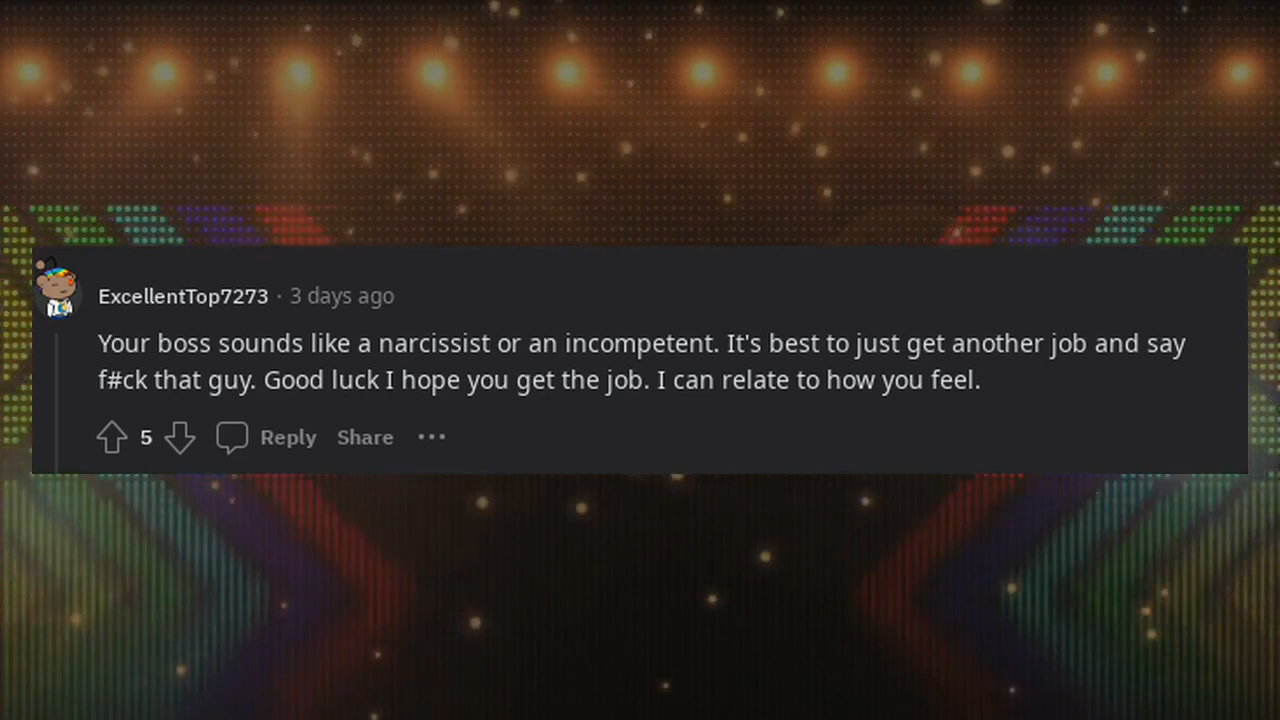 ExcellentTop7273 · 3 days ago
Your boss sounds like a narcissist or an incompetent. It's best to just get another job and say
f#ck that guy. Good luck I hope you get the job. I can relate to how you feel.
5 Reply Share •••